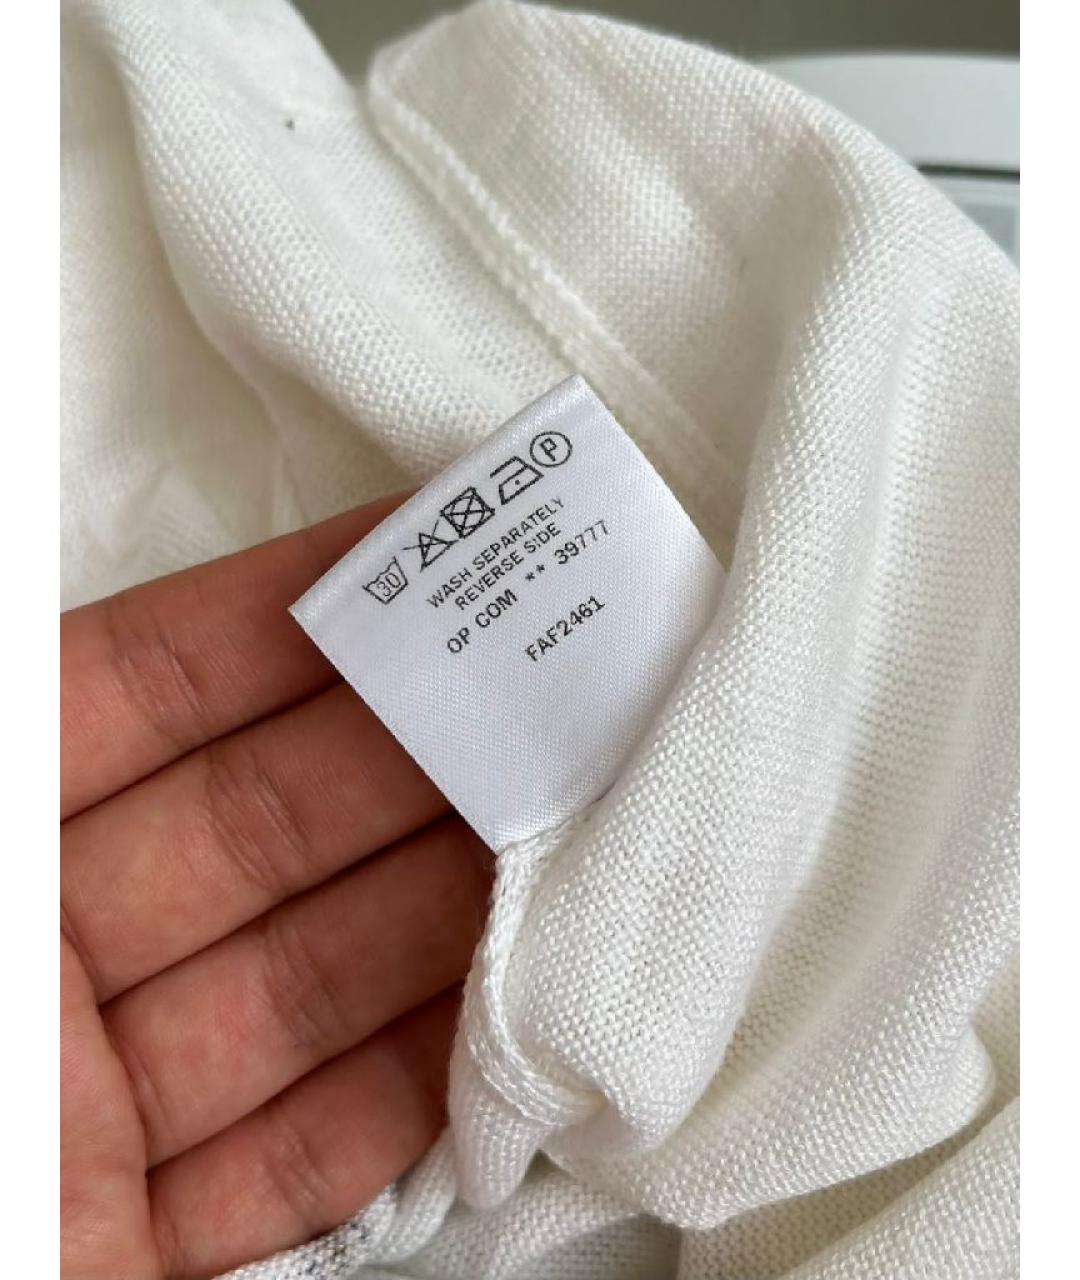 30 P
WASH SEPARATELY
REVERSE SIDE
OP COM ** 39777
FAF2461